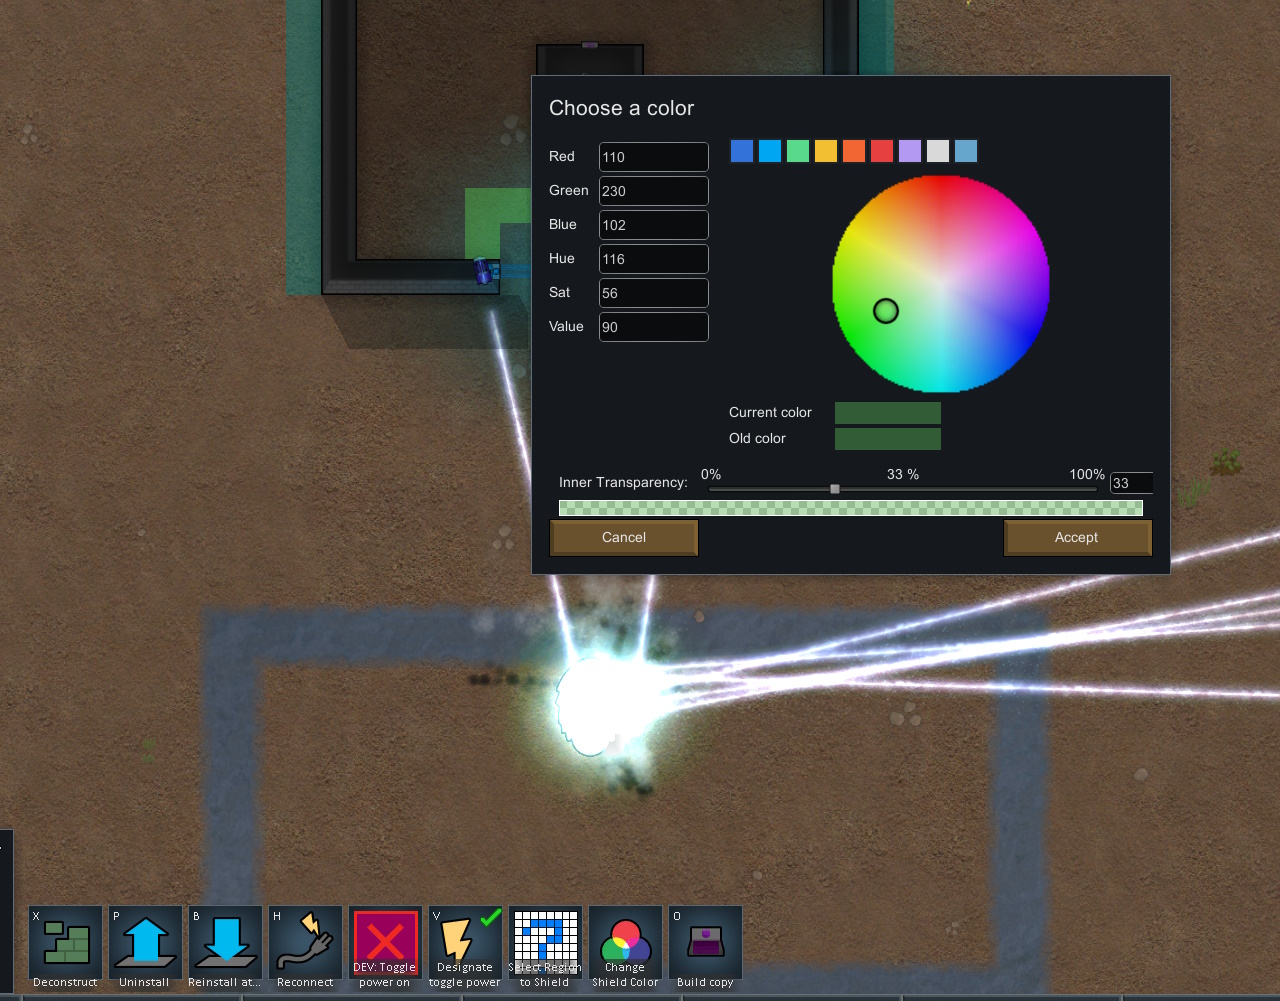 Choose a color
Red 110
Green 230
Blue 102
Hue 116
Sat 56
Value 90
Current color
Old color
0% 33 % 100%
Inner Transparency: 33
Cancel Accept
X P B H V O
Deconstruct
Uninstall
Reinstall at...
Reconnect
DEV: Toggle
power on
Designate
toggle power
Select Region
to Shield
Change
Shield Color
Build copy